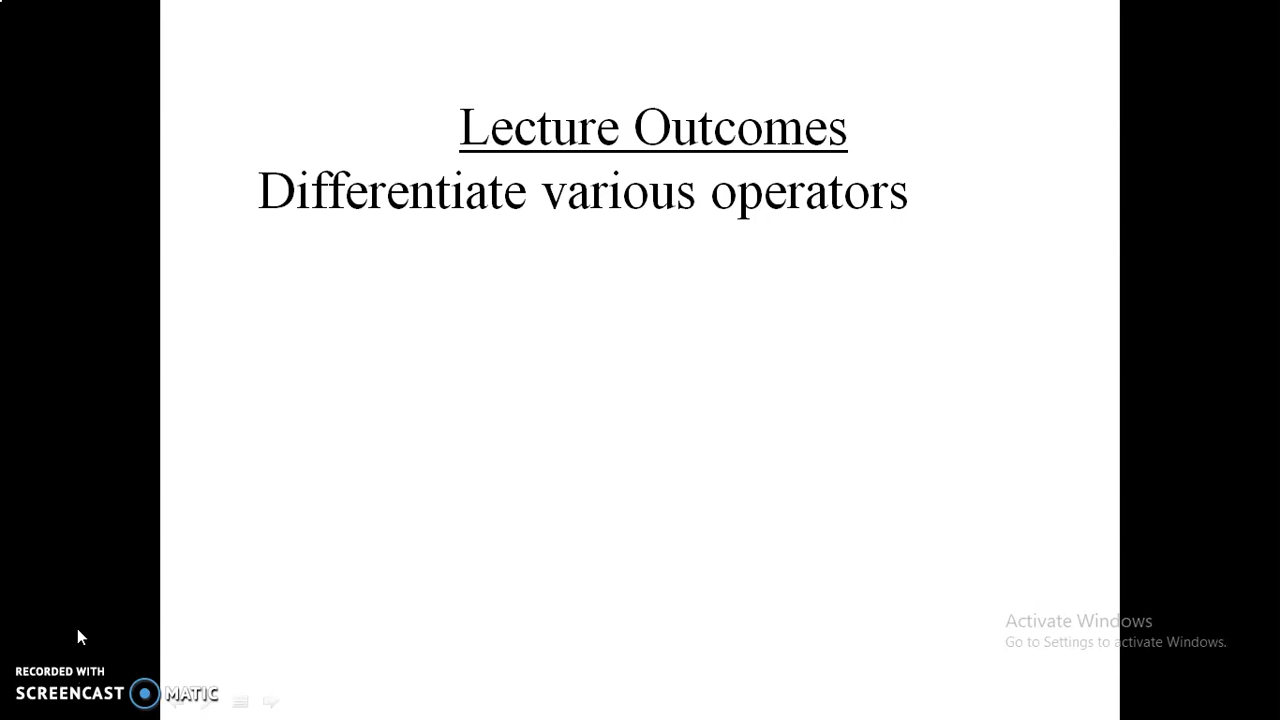 Lecture Outcomes
Differentiate various operators
Activate Windows
Go to Settings to activate Windows.
RECORDED WITH
SCREENCAST MATIC